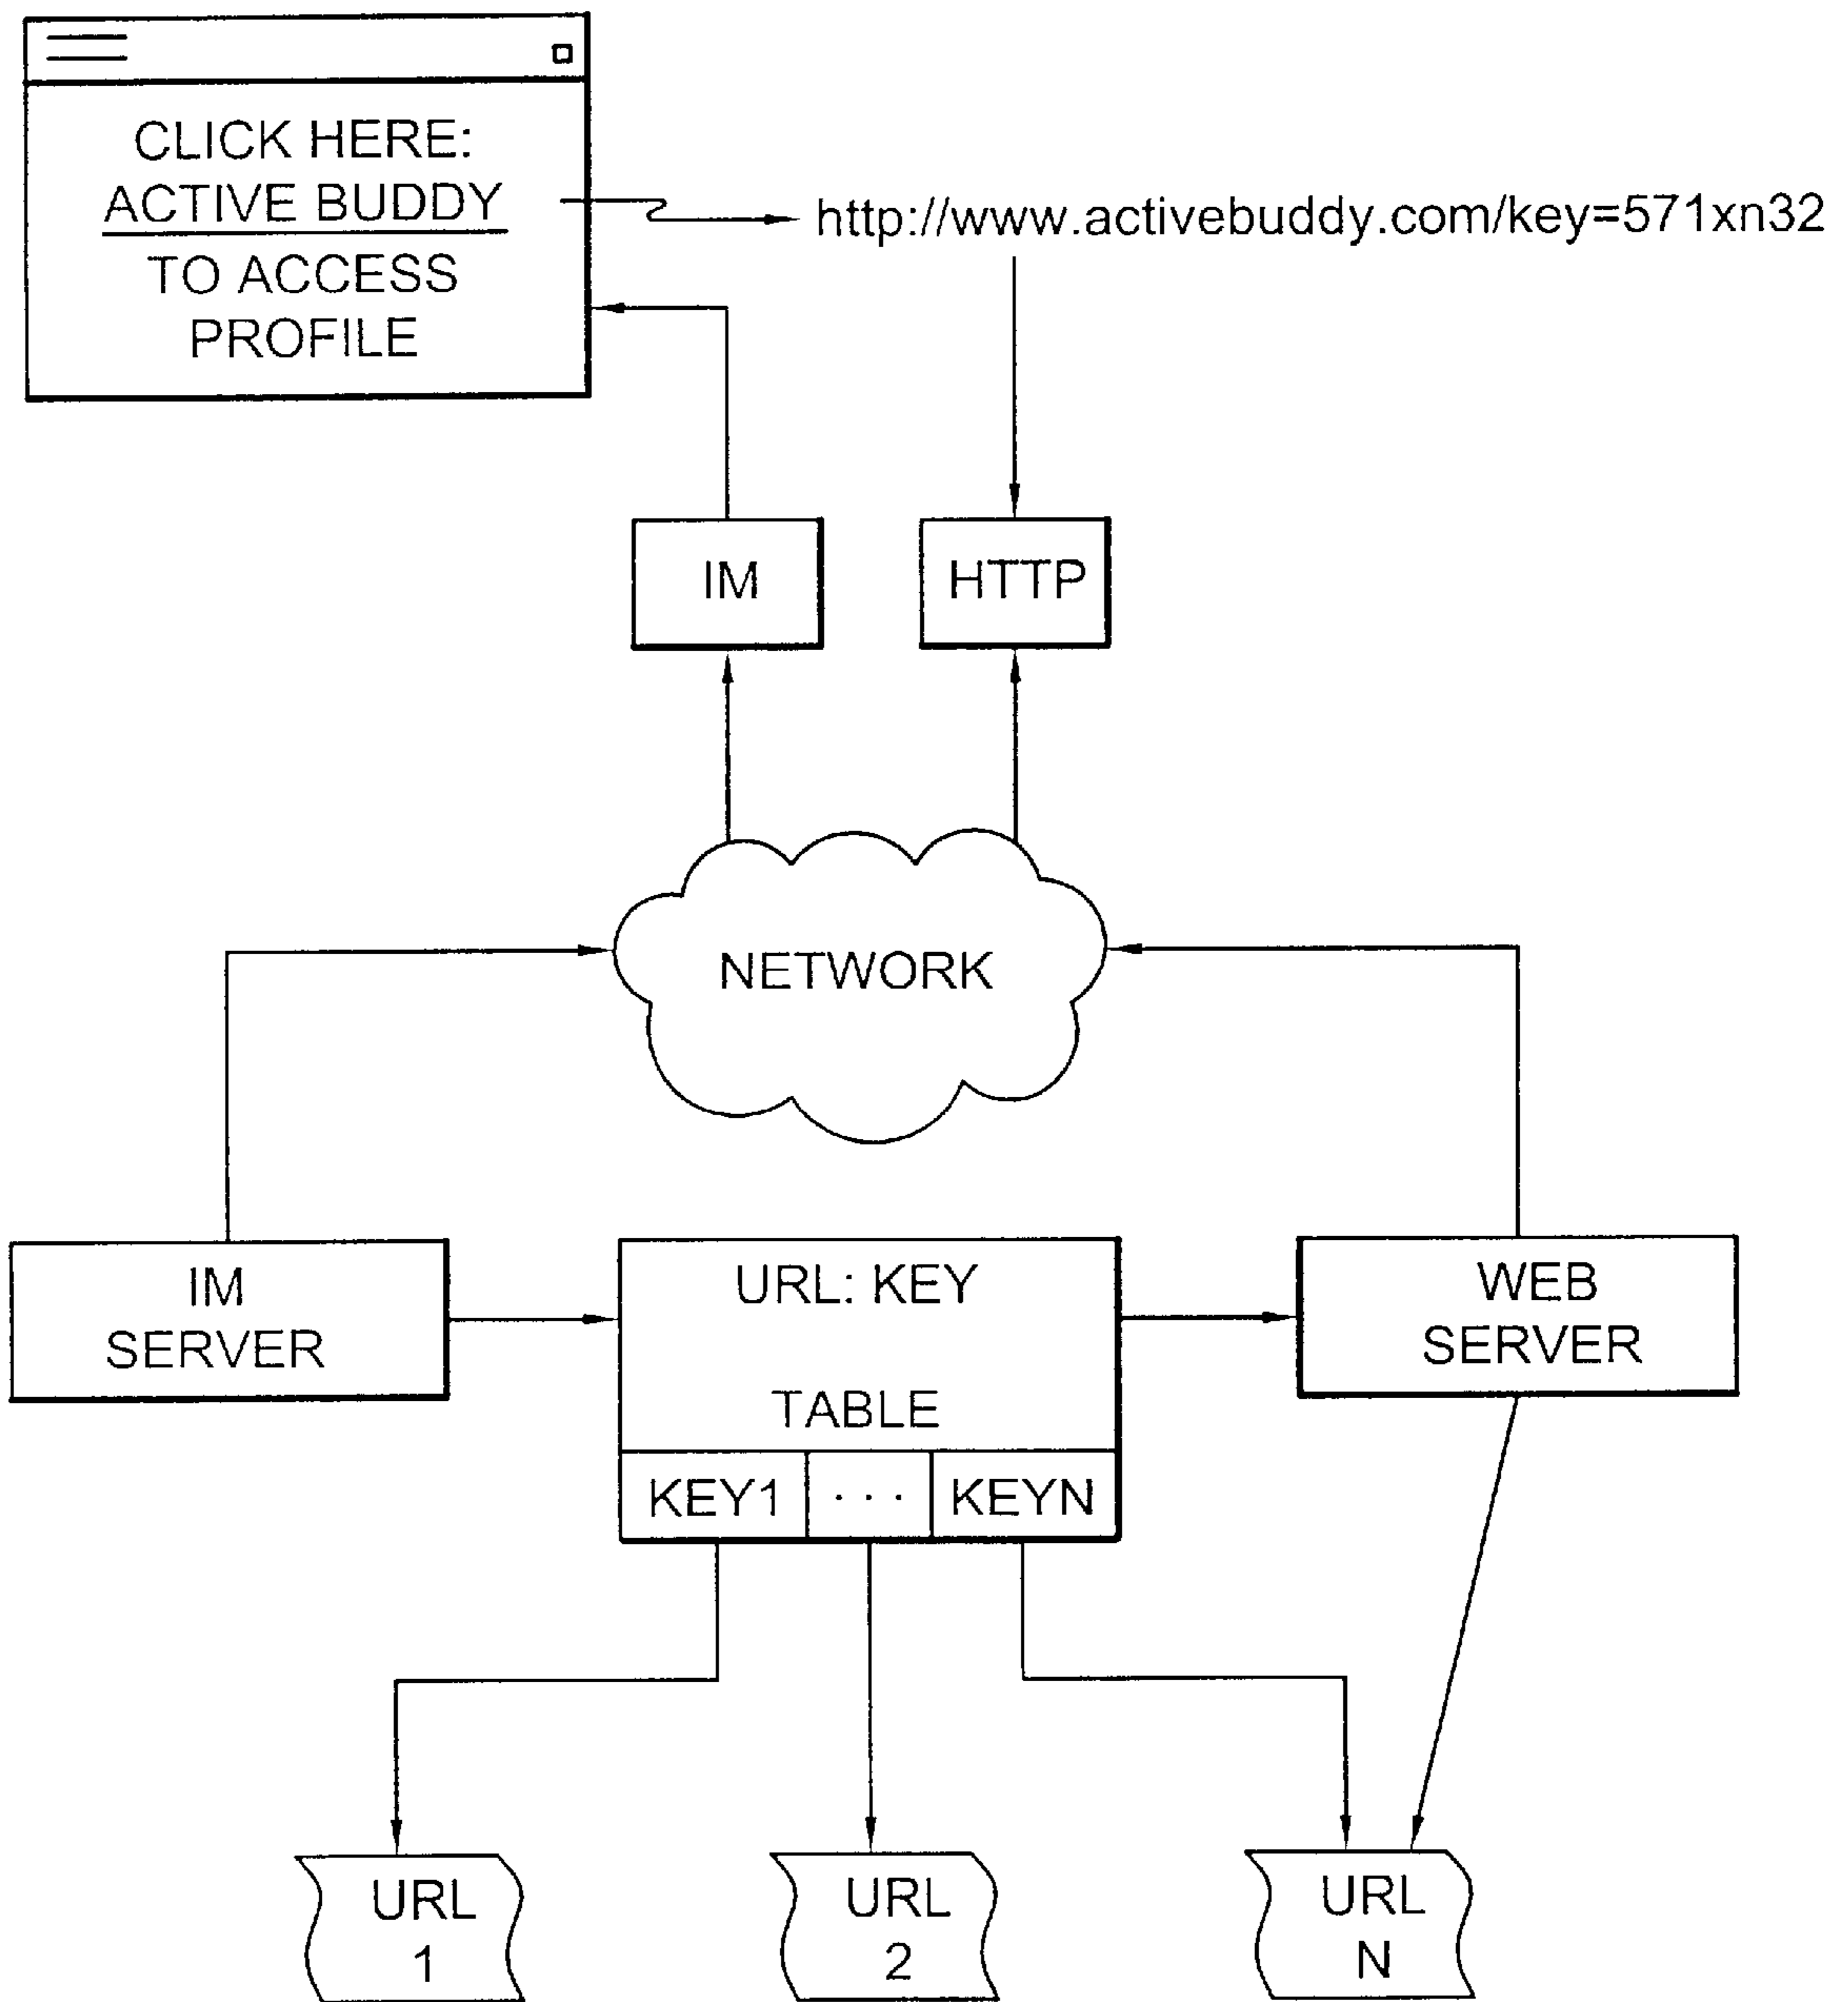 CLICK HERE:
ACTIVE BUDDY
TO ACCESS
PROFILE
http://www.activebuddy.com/key=571xn32
IM
HTTP
NETWORK
IM
SERVER
URL: KEY
TABLE
KEY1 . . . KEYN
WEB
SERVER
URL
1
URL
2
URL
N